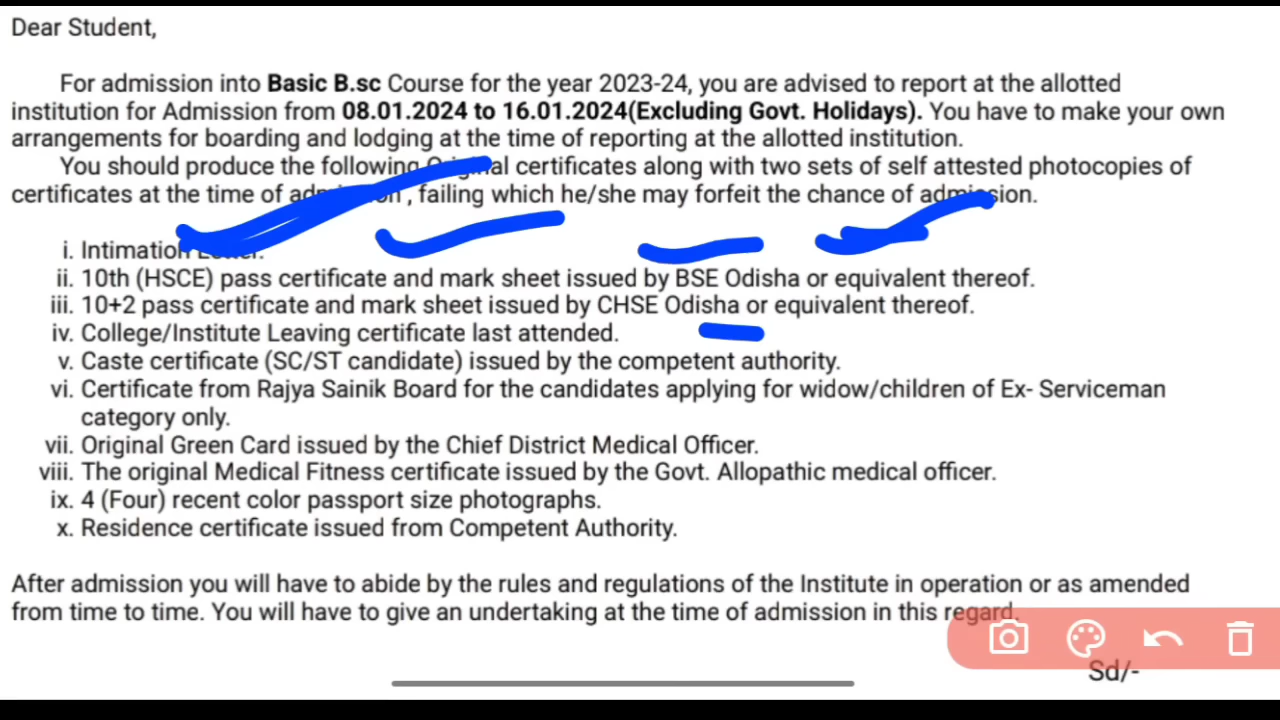 Dear Student,
For admission into Basic B.sc Course for the year 2023-24, you are advised to report at the allotted
institution for Admission from 08.01.2024 to 16.01.2024(Excluding Govt. Holidays). You have to make your own
arrangements for boarding and lodging at the time of reporting at the allotted institution.
You should produce the following Original certificates along with two sets of self attested photocopies of
certificates at the time of admission , failing which he/she may forfeit the chance of admission.
i. Intimation Letter.
ii. 10th (HSCE) pass certificate and mark sheet issued by BSE Odisha or equivalent thereof.
iii. 10+2 pass certificate and mark sheet issued by CHSE Odisha or equivalent thereof.
iv. College/Institute Leaving certificate last attended.
v. Caste certificate (SC/ST candidate) issued by the competent authority.
vi. Certificate from Rajya Sainik Board for the candidates applying for widow/children of Ex- Serviceman
category only.
vii. Original Green Card issued by the Chief District Medical Officer.
viii. The original Medical Fitness certificate issued by the Govt. Allopathic medical officer.
ix. 4 (Four) recent color passport size photographs.
x. Residence certificate issued from Competent Authority.
After admission you will have to abide by the rules and regulations of the Institute in operation or as amended
from time to time. You will have to give an undertaking at the time of admission in this regard.
Sd/-